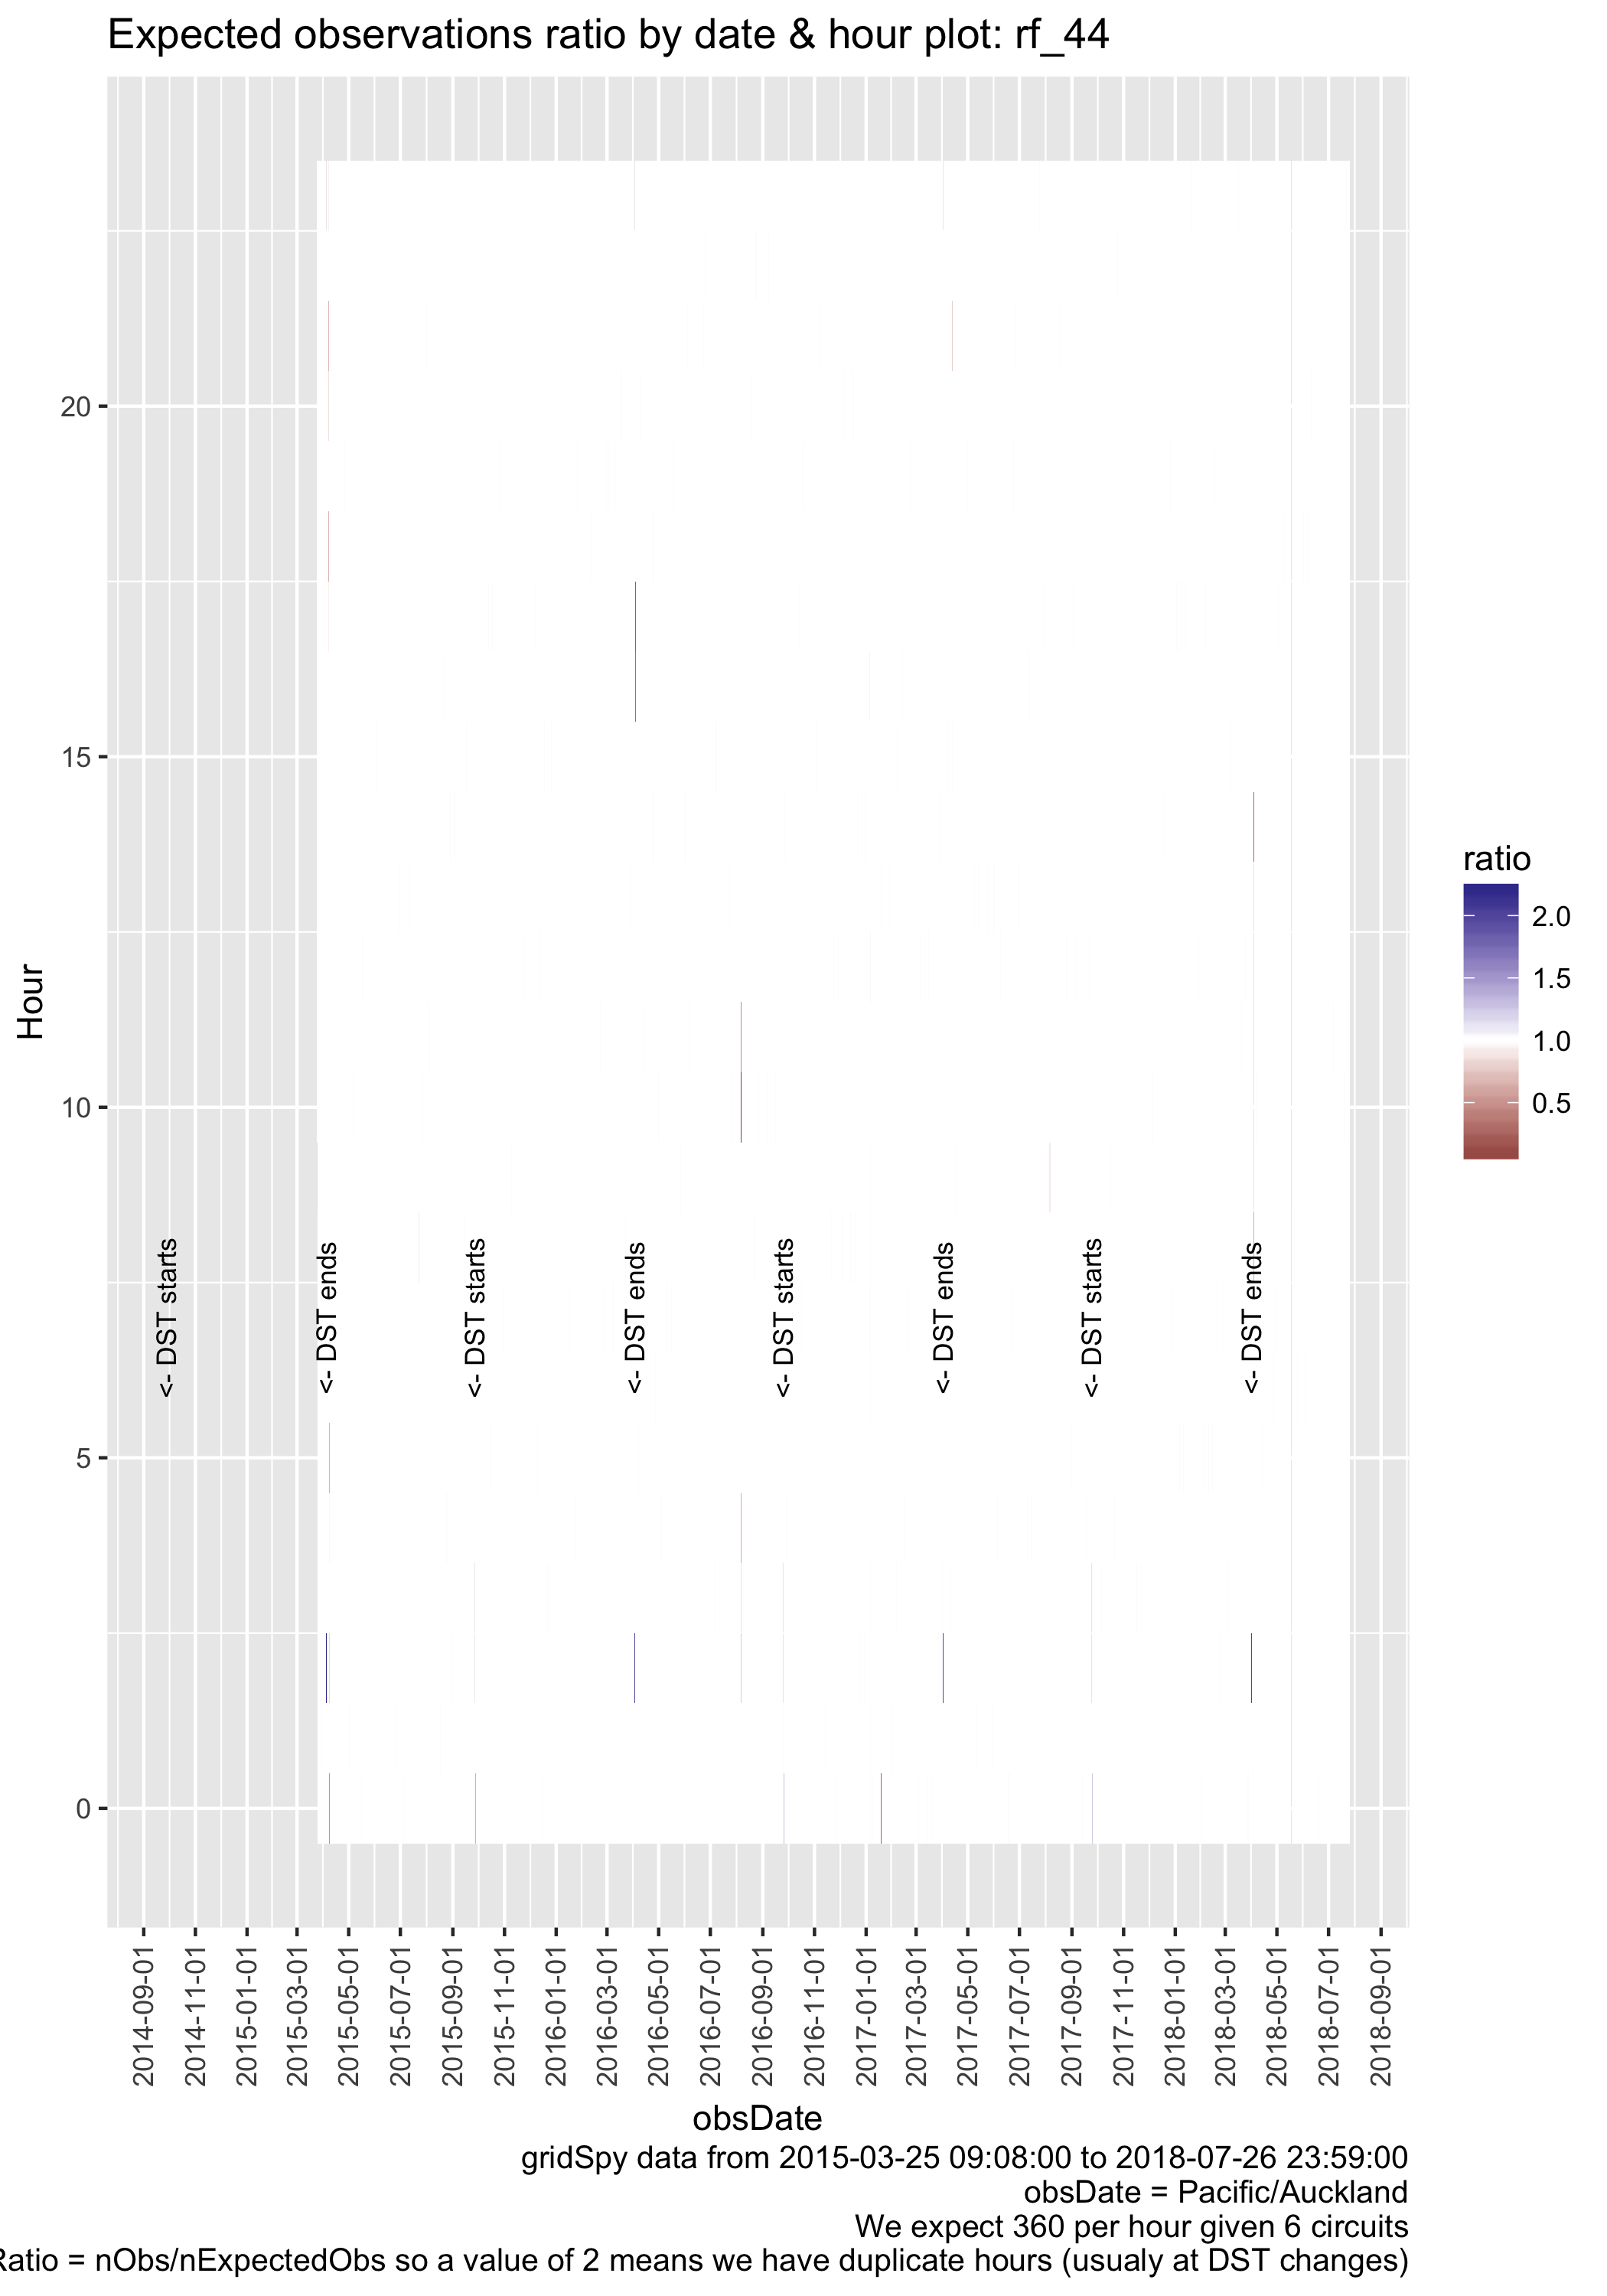 Expected observations ratio by date & hour plot: rf_44
Hour
20
15
10
5
0
<- DST starts
<- DST ends
<- DST starts
<- DST ends
<- DST starts
<- DST ends
<- DST starts
<- DST ends
ratio
2.0
1.5
1.0
0.5
2014-09-01
2014-11-01
2015-01-01
2015-03-01
2015-05-01
2015-07-01
2015-09-01
2015-11-01
2016-01-01
2016-03-01
2016-05-01
2016-07-01
2016-09-01
2016-11-01
2017-01-01
2017-03-01
2017-05-01
2017-07-01
2017-09-01
2017-11-01
2018-01-01
2018-03-01
2018-05-01
2018-07-01
2018-09-01
obsDate
gridSpy data from 2015-03-25 09:08:00 to 2018-07-26 23:59:00
obsDate = Pacific/Auckland
We expect 360 per hour given 6 circuits
Ratio = nObs/nExpectedObs so a value of 2 means we have duplicate hours (usualy at DST changes)